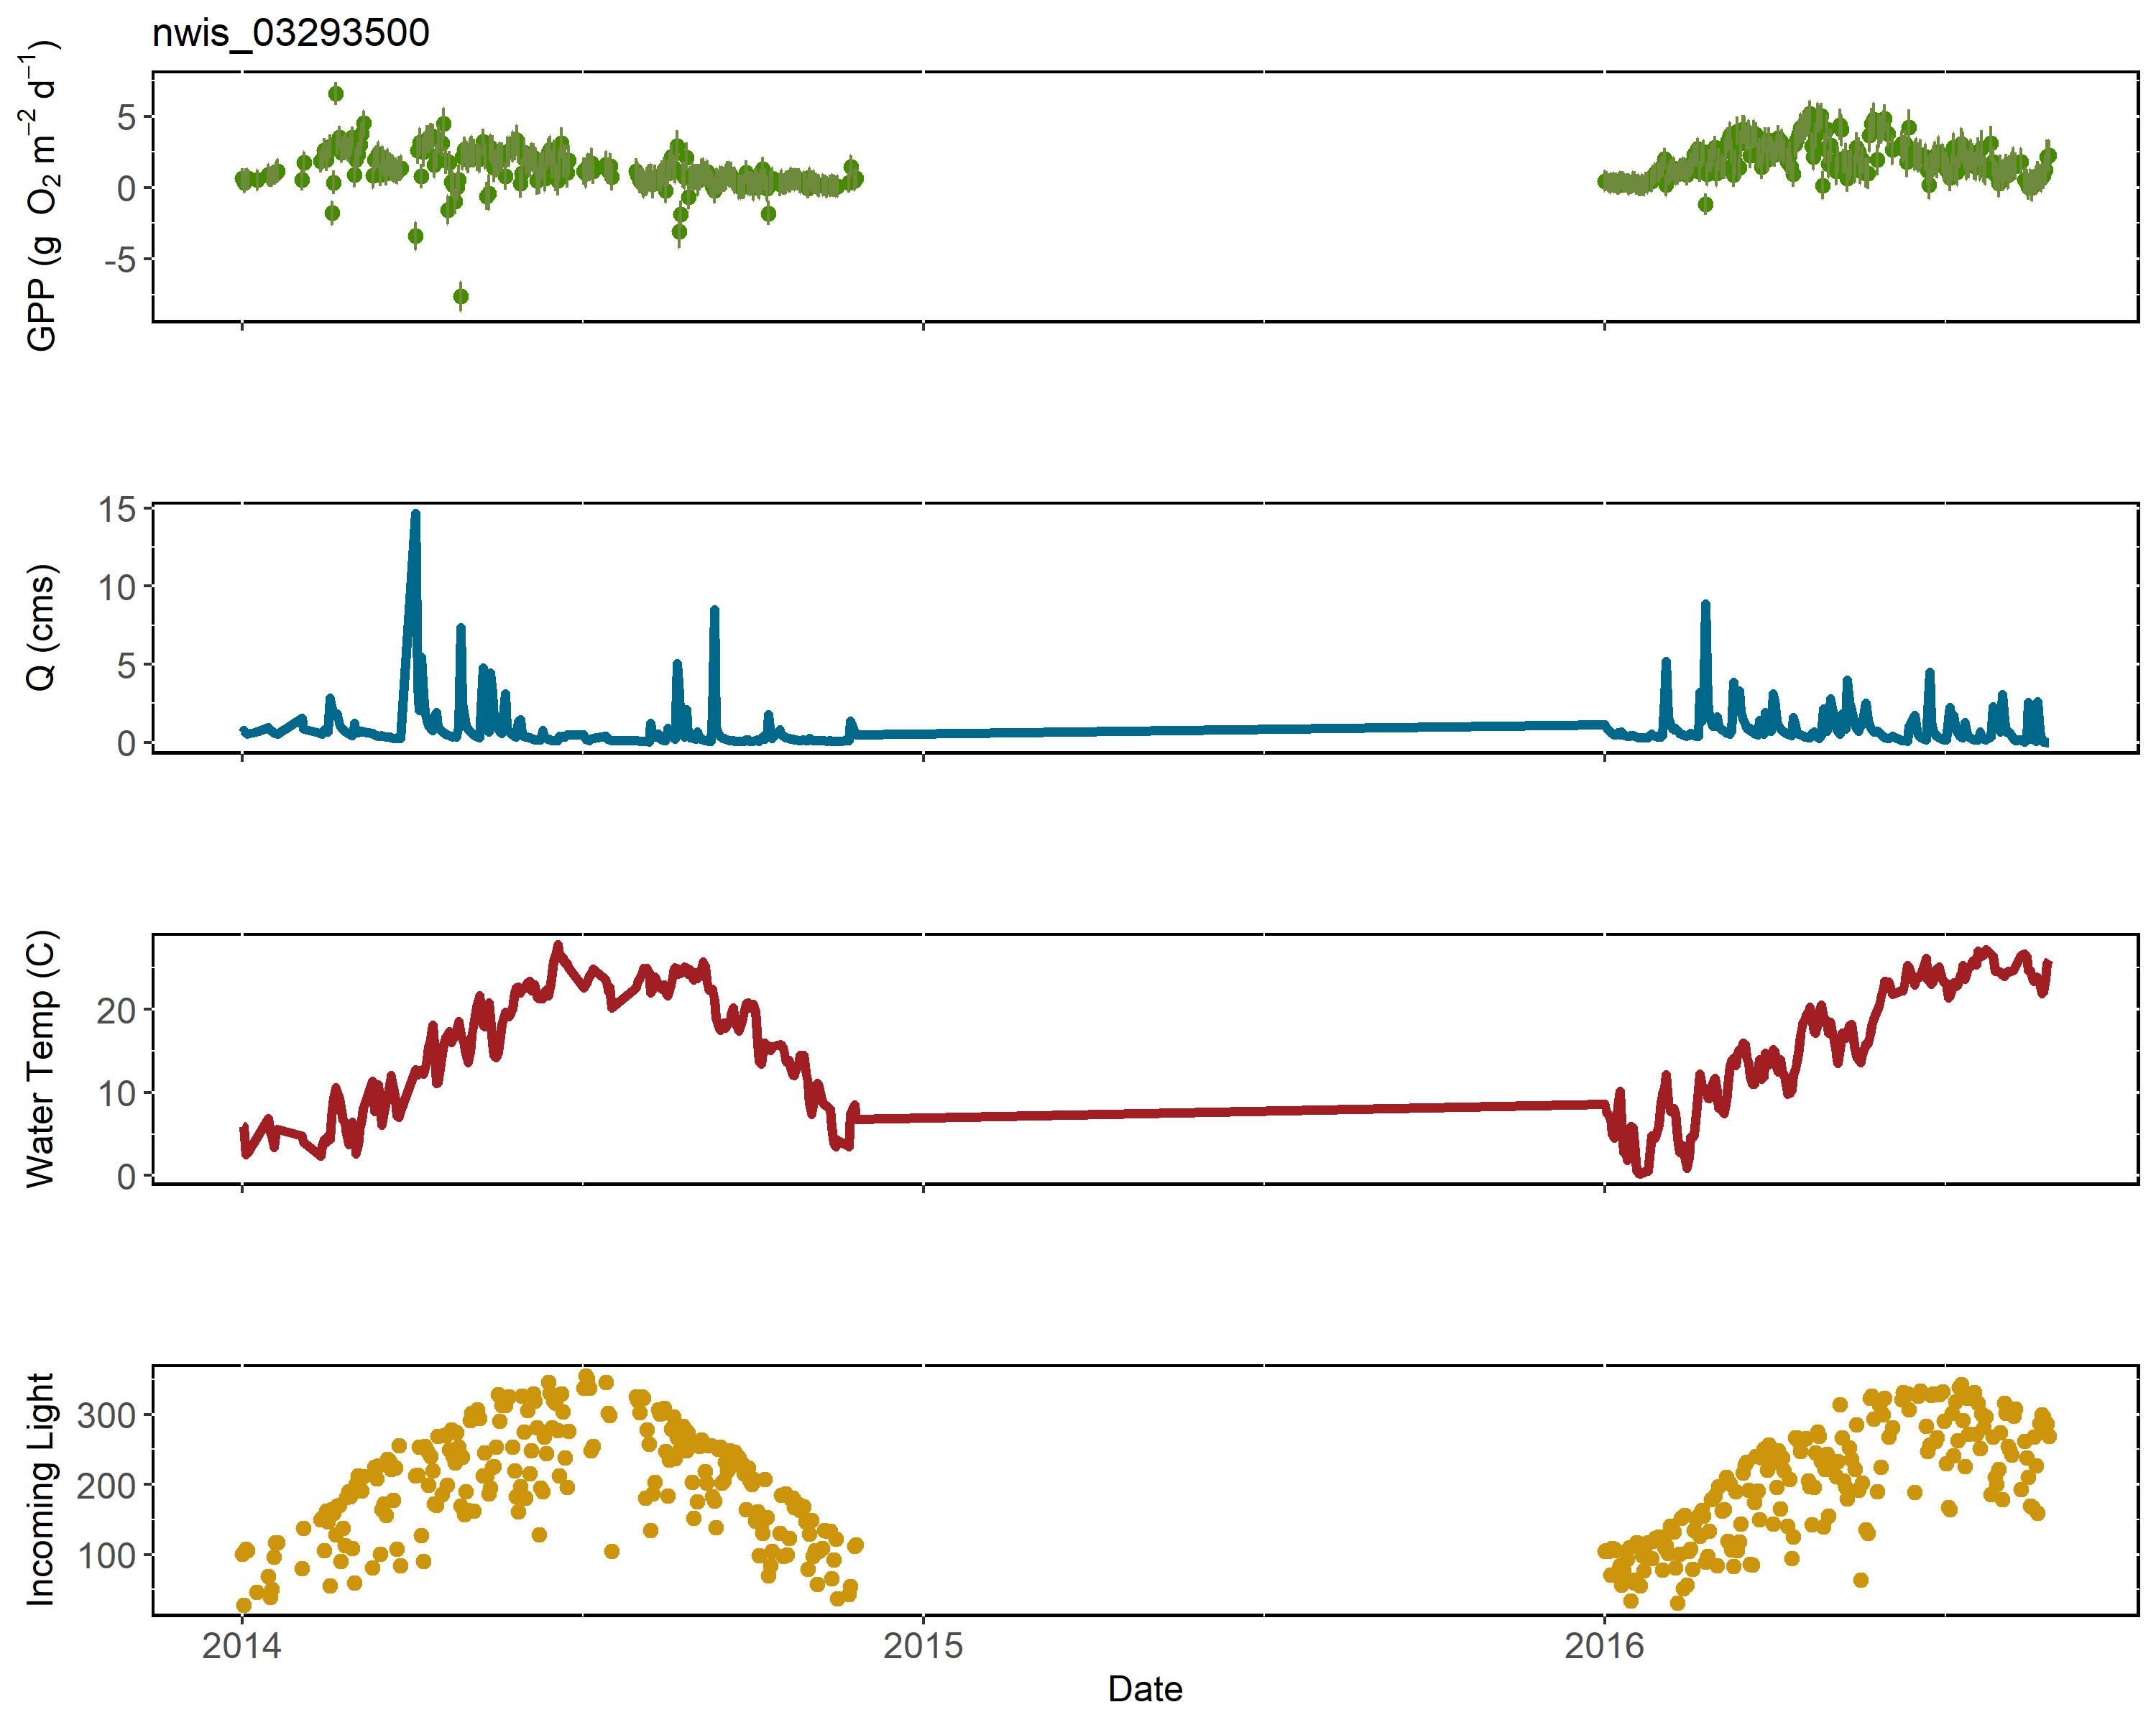 nwis_03293500
GPP (g O₂ m⁻² d⁻¹)
5
0
-5
Q (cms)
15
10
5
0
Water Temp (C)
20
10
0
Incoming Light
300
200
100
2014
2015
2016
Date